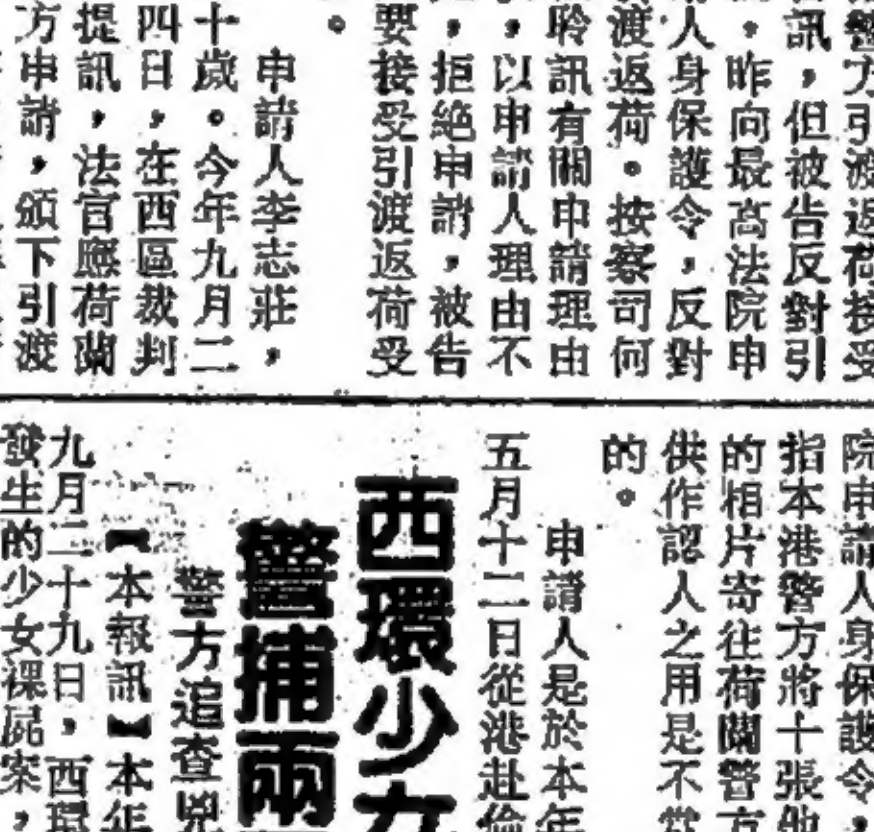 警方引渡返荷接受
訊，但被告反對引
。昨向最高法院申
人身保護令，反對
渡返荷。按察司何
聆訊有關申請理由
，以申請人理由不
，拒絕申請，被告
要接受引渡返荷受
。
申請人李志莊，
十歲。今年九月二
四日，在西區裁判
提訊，法官應荷蘭
方申請，頒下引渡
院申請人身保護令，
指本港警方將十張他
的相片寄往荷蘭警方
供作認人之用是不當
的。
申請人是於本年
五月十二日從港赴倫
西環少女
警捕兩
警方追查兇
【本報訊】本年
九月二十九日，西環
發生的少女裸屍案，